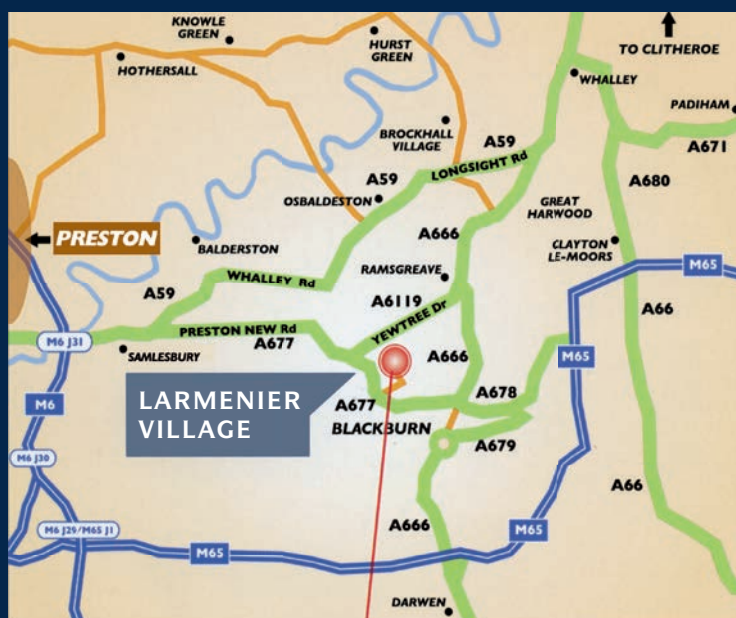 KNOWLE
GREEN
HOTHERSALL
HURST
GREEN
TO CLITHEROE
WHALLEY
PADIHAM
BROCKHALL
VILLAGE
A59
LONGSIGHT Rd
A671
A59
A680
OSBALDESTON
GREAT
HARWOOD
A666
PRESTON
BALDERSTON
CLAYTON
LE-MOORS
RAMSGREAVE
M65
WHALLEY Rd
A59
A6119
YEWTREE Dr
A66
PRESTON NEW Rd
A677
M6 J31
SAMLESBURY
A666
M65
LARMENIER
VILLAGE
A677
A678
M6
BLACKBURN
A679
M6 J30
A66
M6 J29/M65 J1
A666
M65
M65
DARWEN